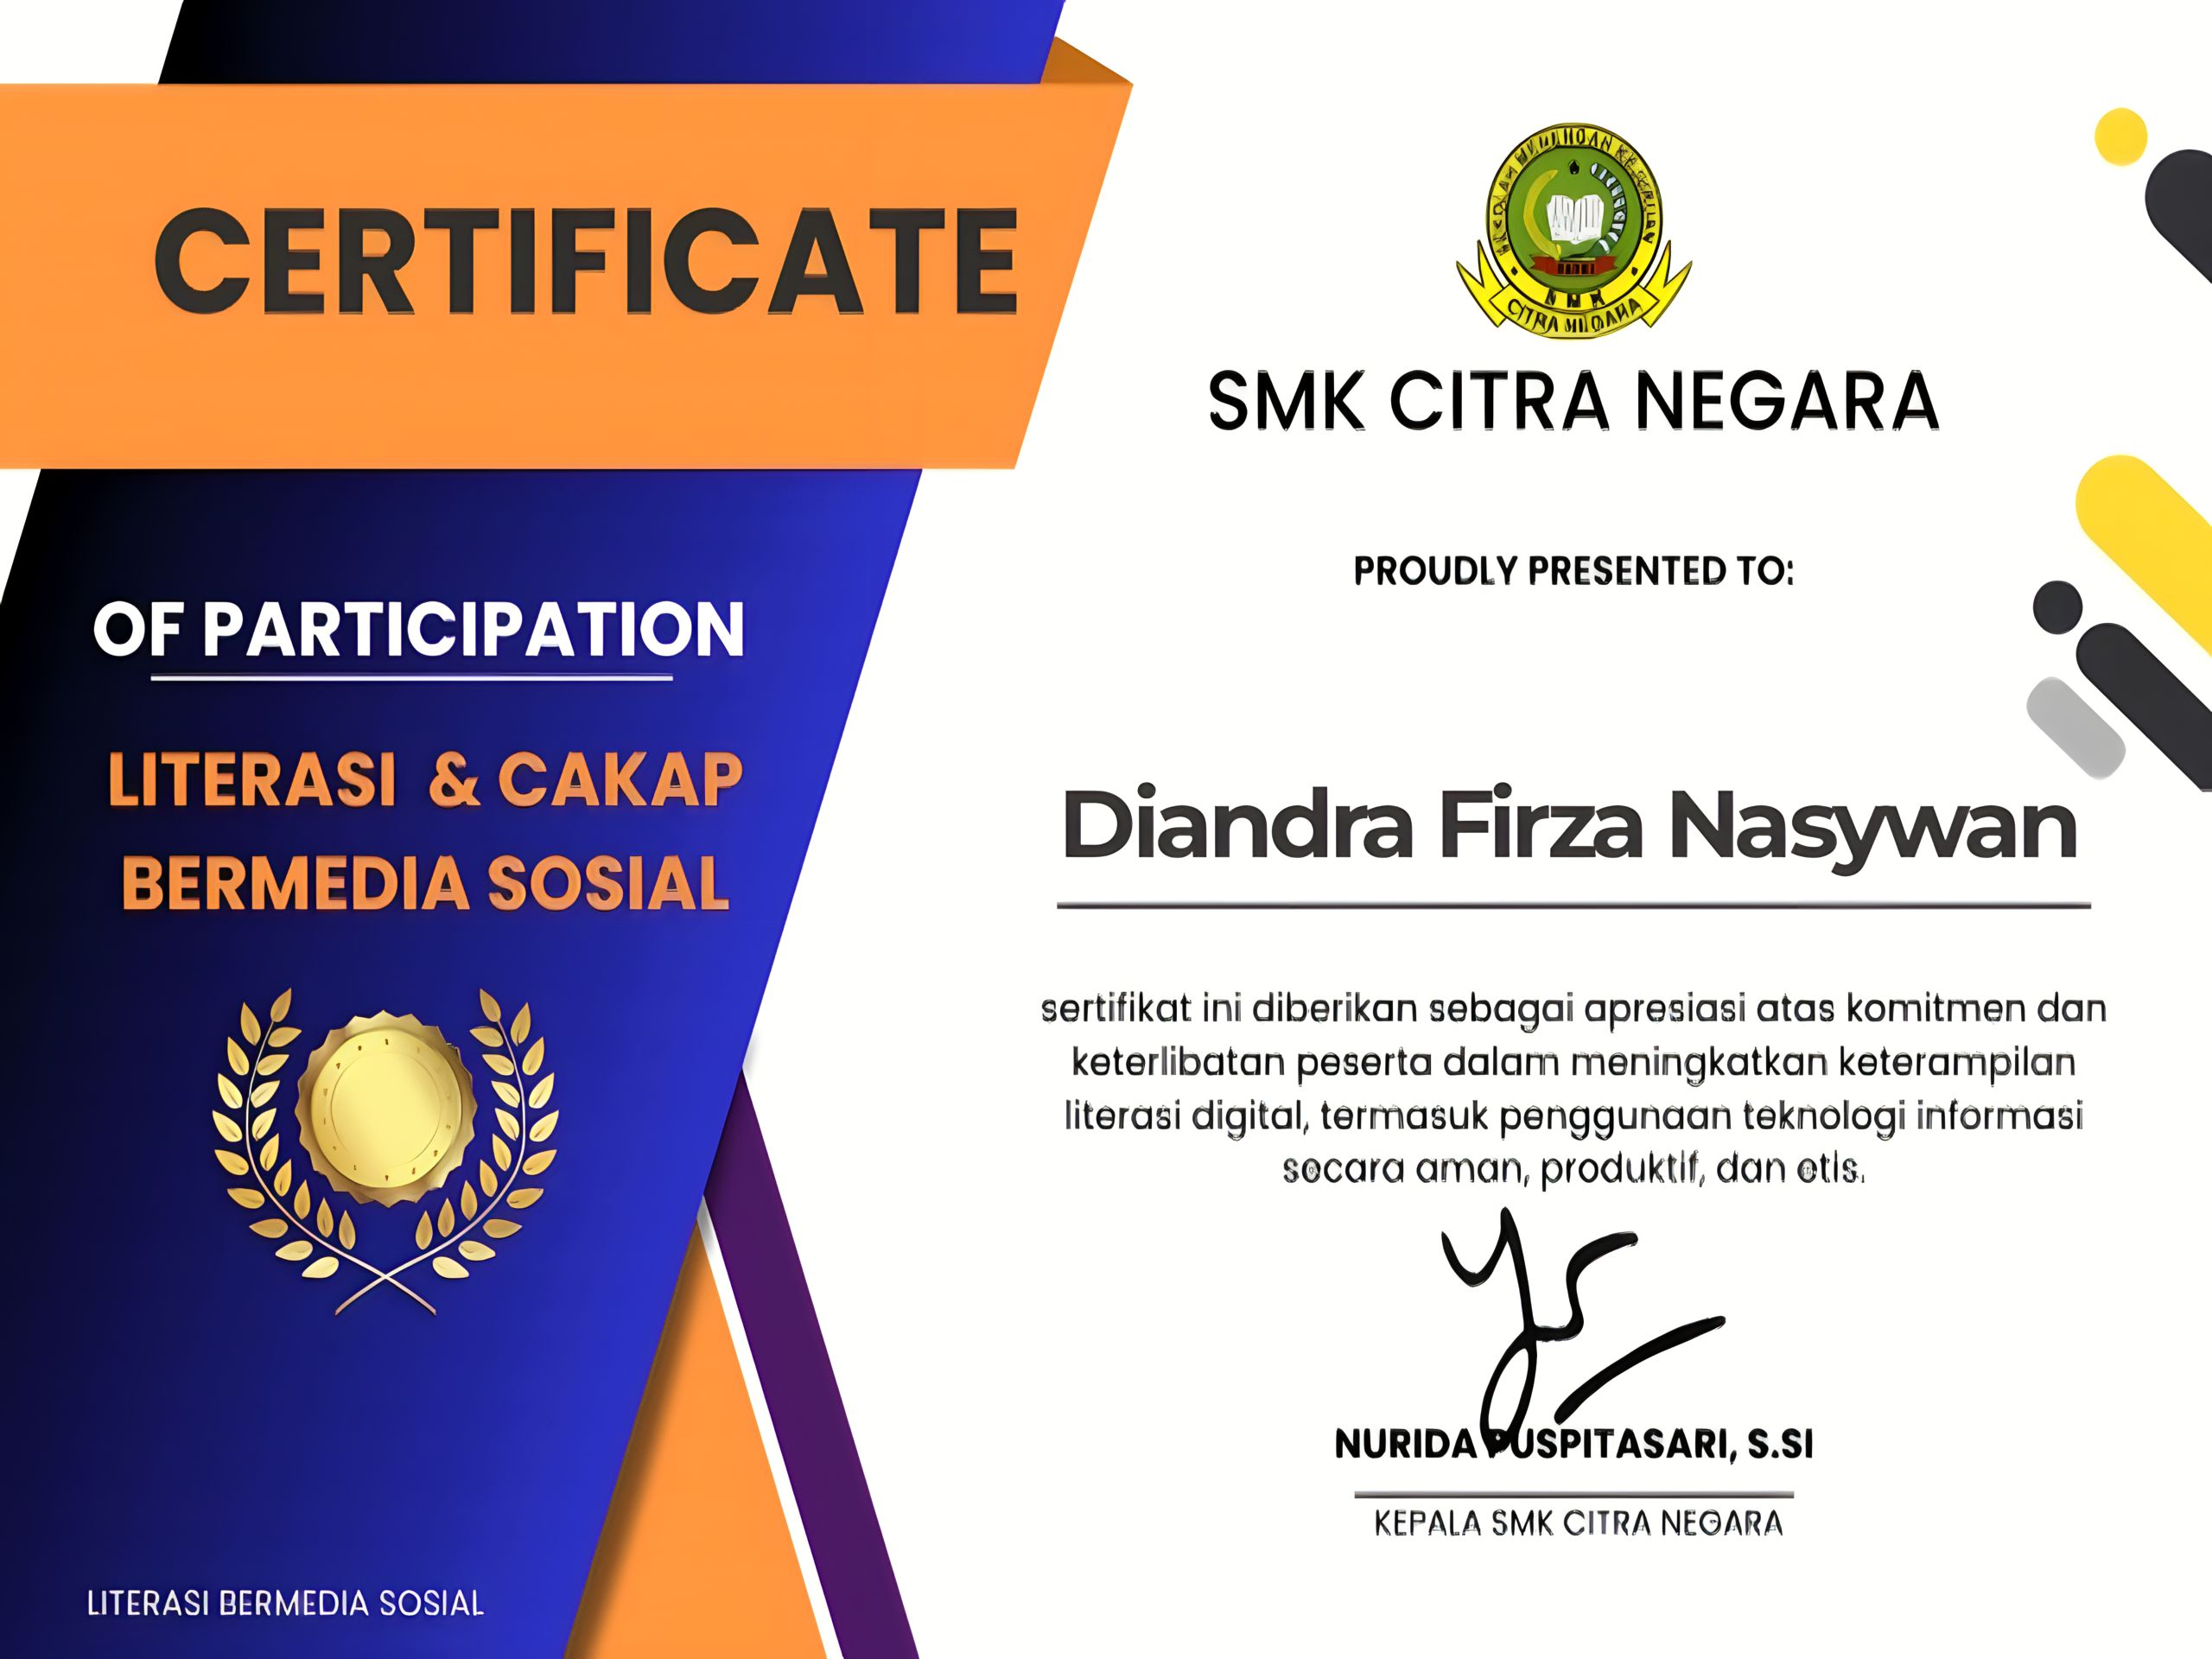 CERTIFICATE
OF PARTICIPATION
LITERASI & CAKAP
BERMEDIA SOSIAL
LITERASI BERMEDIA SOSIAL
SMK
CITRA NEGARA
SMK CITRA NEGARA
PROUDLY PRESENTED TO:
Diandra Firza Nasywan
sertifikat ini diberikan sebagai apresiasi atas komitmen dan
keterlibatan peserta dalam meningkatkan keterampilan
literasi digital, termasuk penggunaan teknologi informasi
secara aman, produktif, dan etis.
NURIDA PUSPITASARI, S.SI
KEPALA SMK CITRA NEGARA